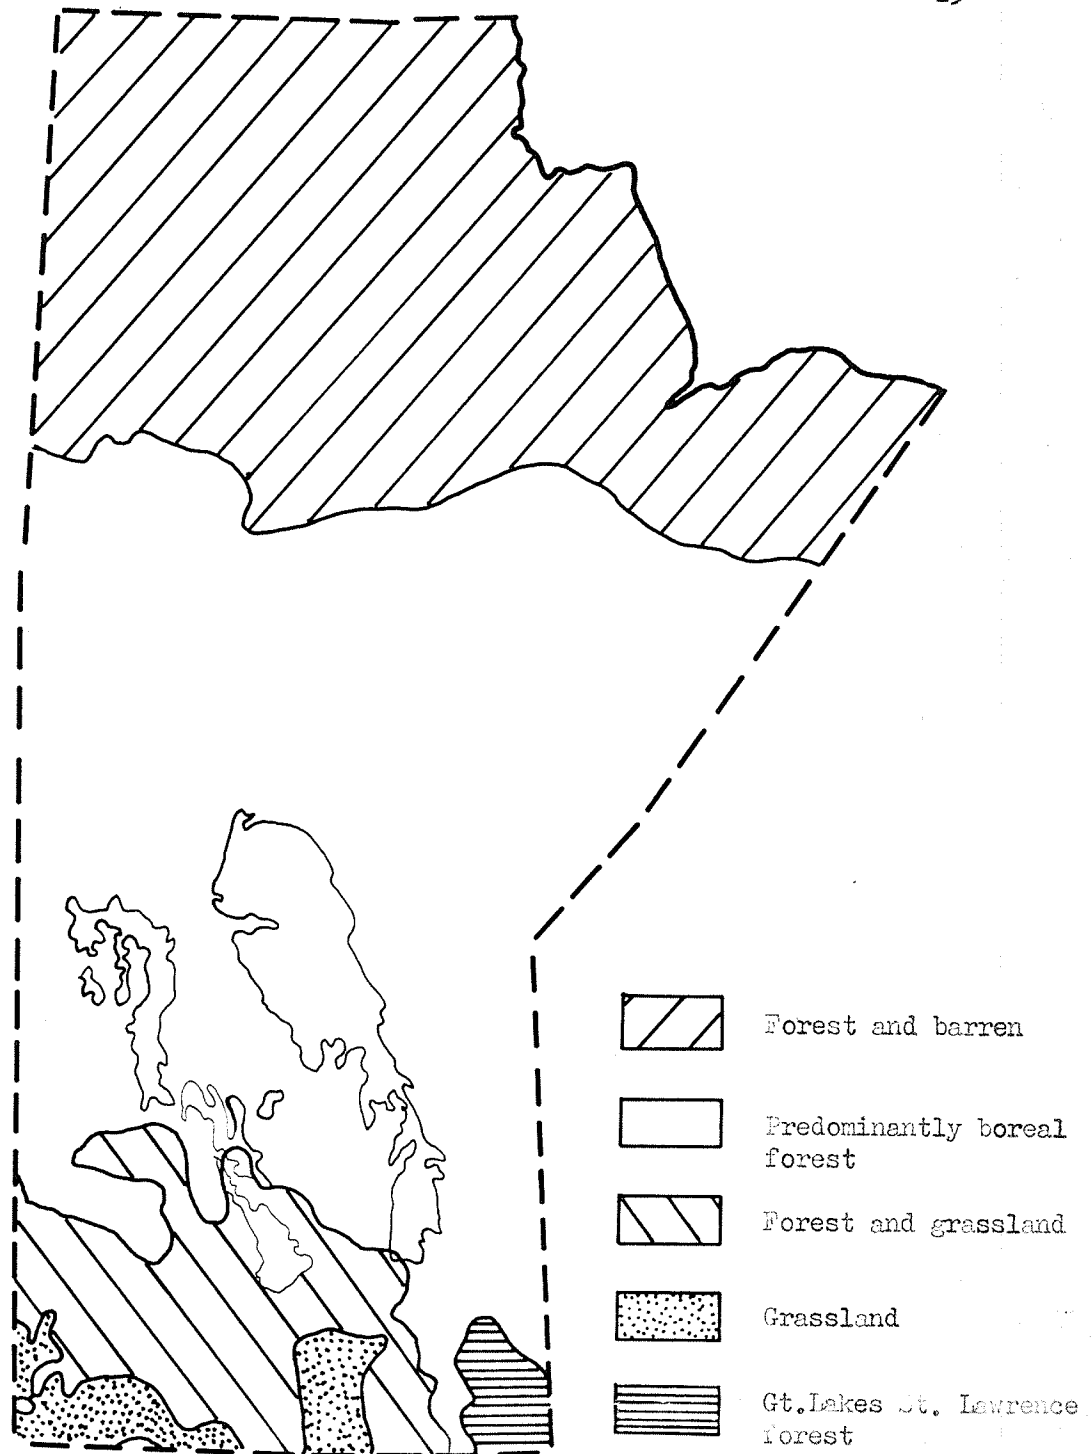 Forest and barren
Predominantly boreal
forest
Forest and grassland
Grassland
Gt.Lakes St. Lawrence
forest